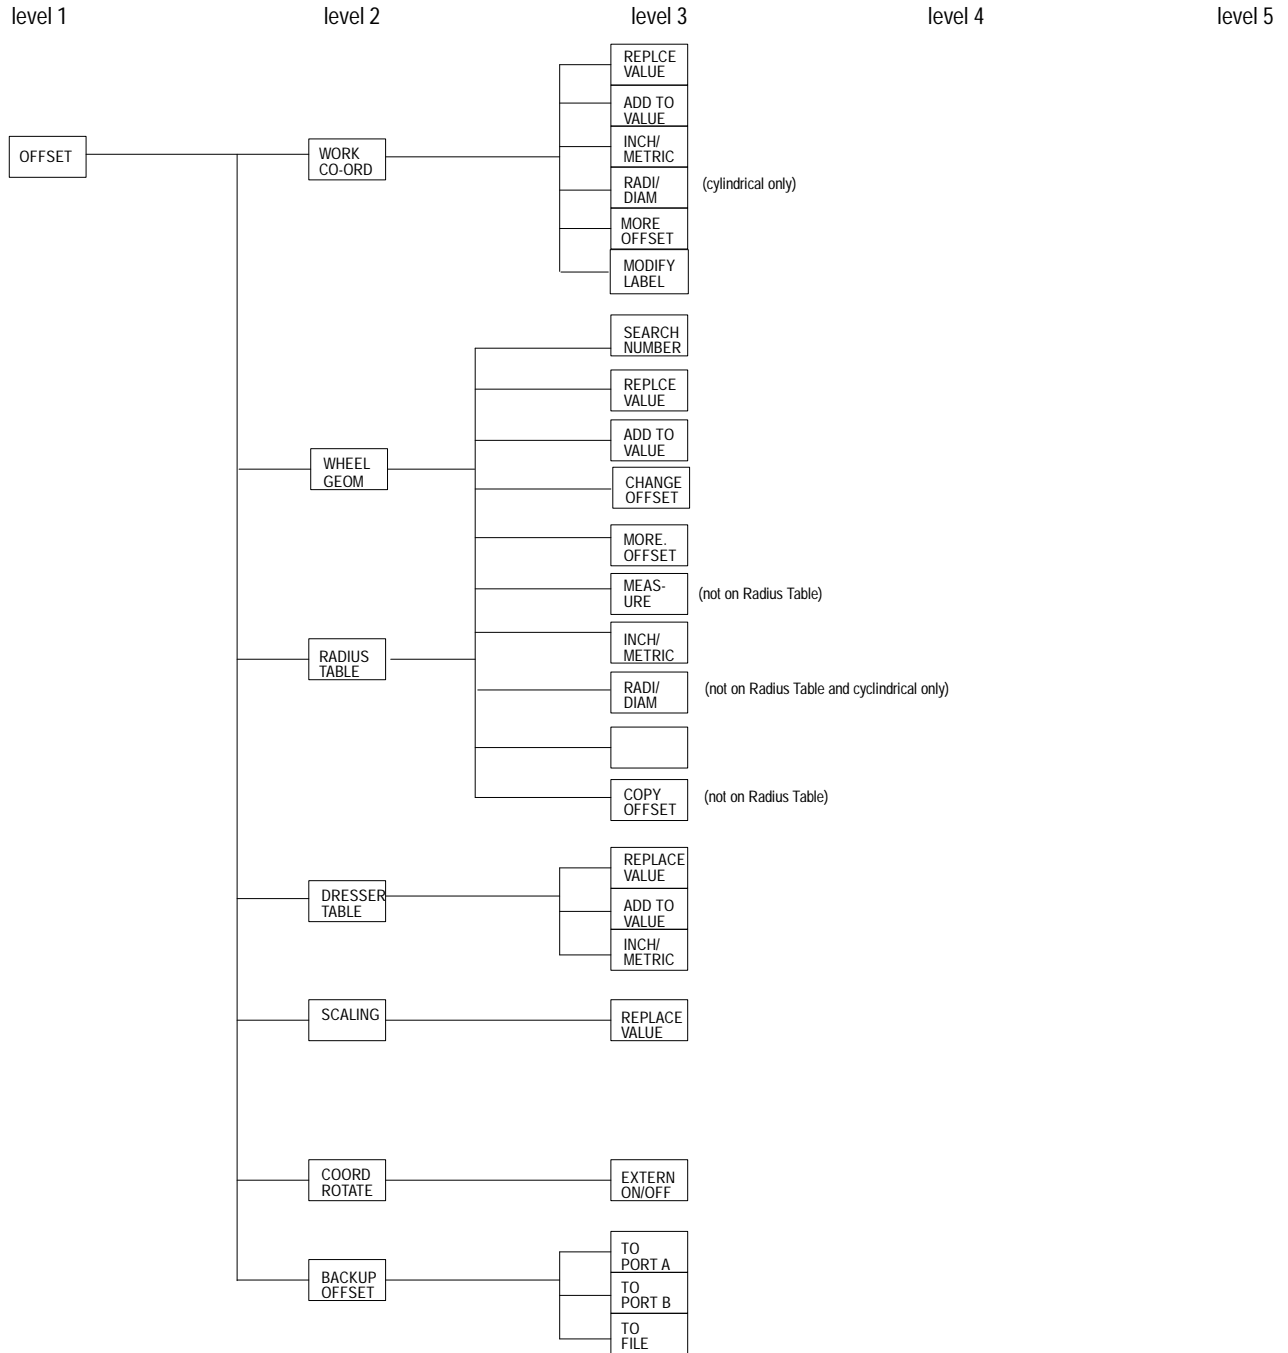 level 1
level 2
level 3
level 4
level 5
OFFSET
WORK
CO-ORD
REPLCE
VALUE
ADD TO
VALUE
INCH/
METRIC
RADI/
DIAM
(cylindrical only)
MORE
OFFSET
MODIFY
LABEL
WHEEL
GEOM
RADIUS
TABLE
SEARCH
NUMBER
REPLCE
VALUE
ADD TO
VALUE
CHANGE
OFFSET
MORE.
OFFSET
MEAS-
URE
(not on Radius Table)
INCH/
METRIC
RADI/
DIAM
(not on Radius Table and cyclindrical only)
COPY
OFFSET
(not on Radius Table)
DRESSER
TABLE
REPLACE
VALUE
ADD TO
VALUE
INCH/
METRIC
SCALING
REPLACE
VALUE
COORD
ROTATE
EXTERN
ON/OFF
BACKUP
OFFSET
TO
PORT A
TO
PORT B
TO
FILE